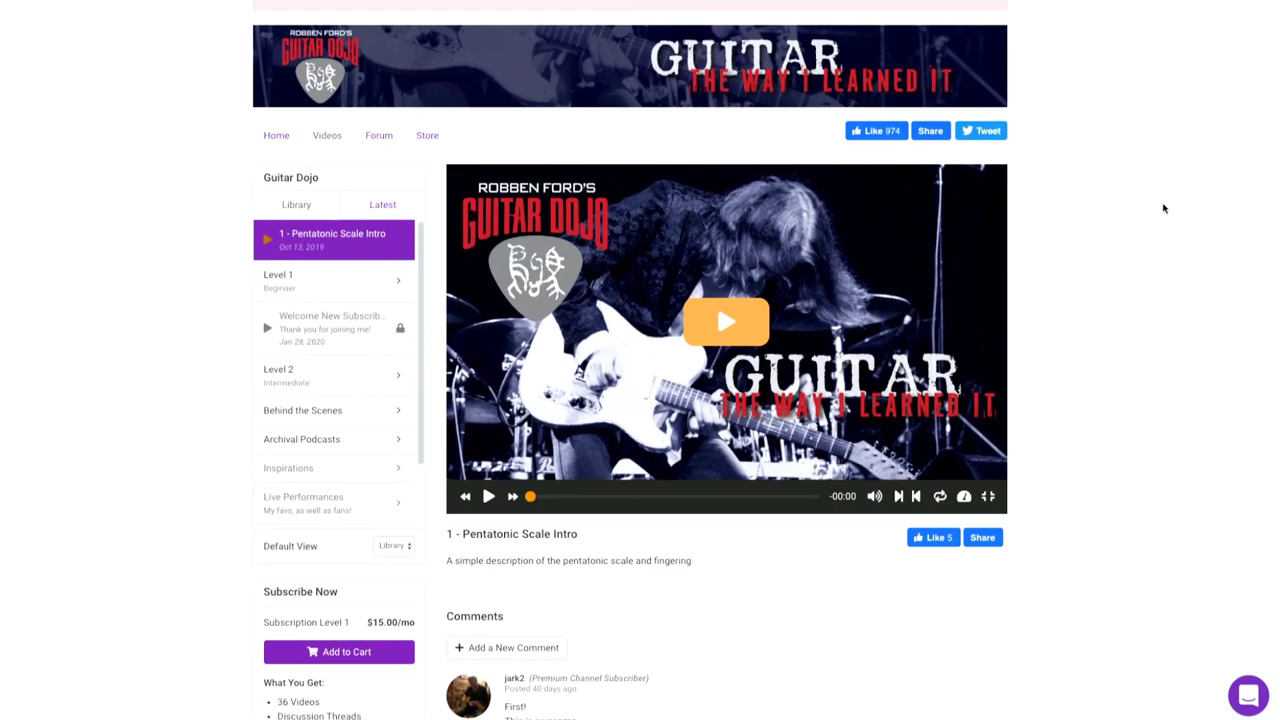 ROBBEN FORD'S
GUITAR DOJO
GUITAR
THE WAY I LEARNED IT
Home
Videos
Forum
Store
Like 974
Share
Tweet
Guitar Dojo
Library
Latest
1 - Pentatonic Scale Intro
Oct 13, 2019
Level 1
Beginner
Welcome New Subscrib...
Thank you for joining me!
Jan 28, 2020
Level 2
Intermediate
Behind the Scenes
Archival Podcasts
Inspirations
Live Performances
My favs, as well as fans!
Default View
Library
ROBBEN FORD'S
GUITAR DOJO
GUITAR
THE WAY I LEARNED IT
-00:00
1 - Pentatonic Scale Intro
Like 5
Share
A simple description of the pentatonic scale and fingering
Subscribe Now
Subscription Level 1 $15.00/mo
Add to Cart
What You Get:
• 36 Videos
• Discussion Threads
Comments
+ Add a New Comment
jark2 (Premium Channel Subscriber)
Posted 40 days ago
First!